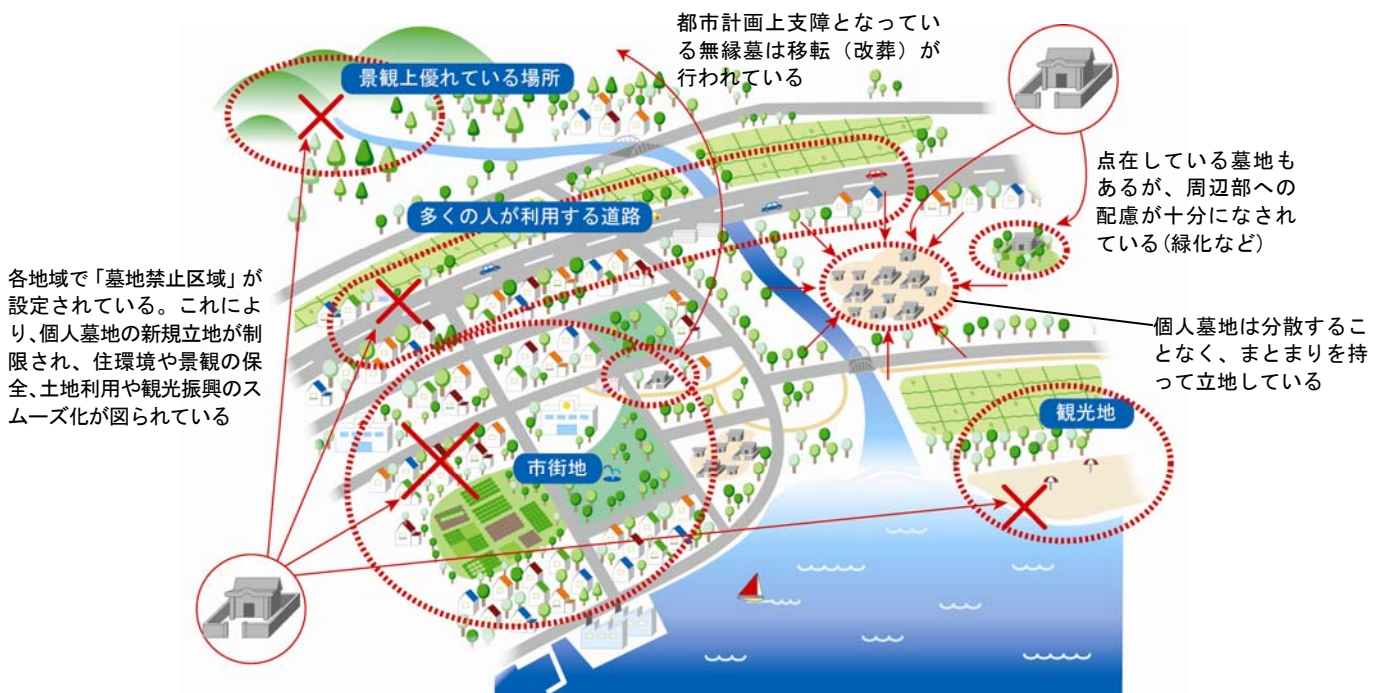 都市計画上支障となってい
る無縁墓は移転（改葬）が
行われている
景観上優れている場所
点在している墓地も
あるが、周辺部への
配慮が十分になされ
ている（緑化など）
多くの人が利用する道路
各地域で「墓地禁止区域」が
設定されている。これによ
り、個人墓地の新規立地が制
限され、住環境や景観の保
全、土地利用や観光振興のス
ムーズ化が図られている
個人墓地は分散するこ
となく、まとまりを持
って立地している
観光地
市街地